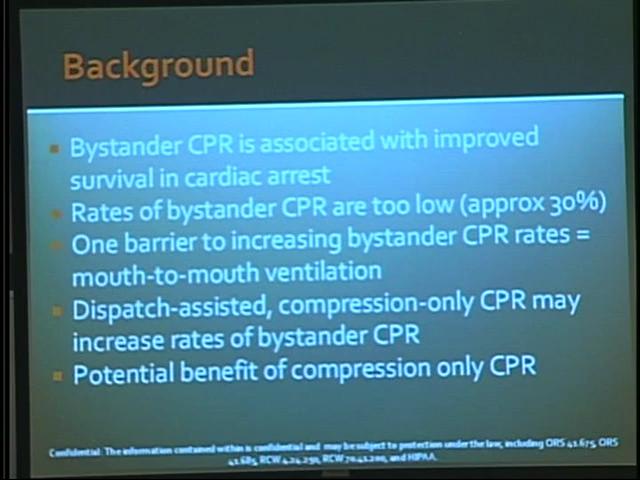 Background
Bystander CPR is associated with improved
survival in cardiac arrest
Rates of bystander CPR are too low (approx 30%)
One barrier to increasing bystander CPR rates =
mouth-to-mouth ventilation
Dispatch-assisted, compression-only CPR may
increase rates of bystander CPR
Potential benefit of compression only CPR
Confidential: The information contained within is confidential and may be subject to protection under the law, including ORS 41.675, ORS
41.685, RCW 4.24.250, RCW 70.41.200, and HIPAA.